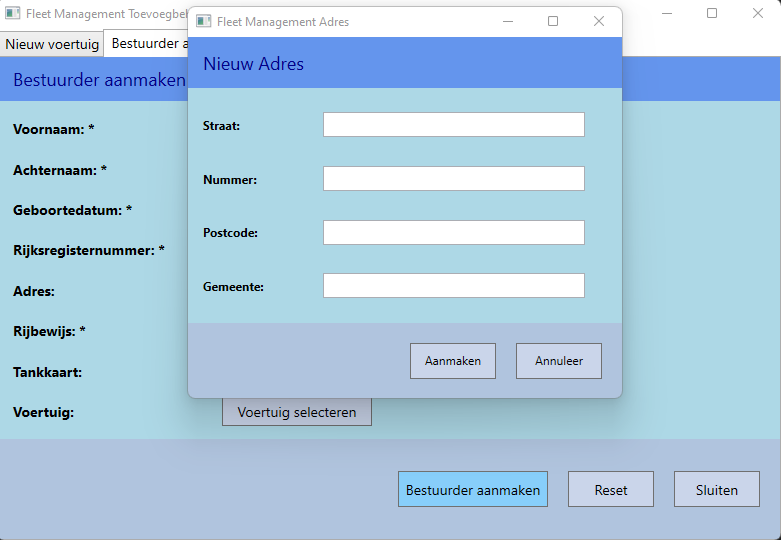 Fleet Management Toevoegbel
Fleet Management Adres
Nieuw voertuig
Bestuurder a
Bestuurder aanmaken
Nieuw Adres
Voornaam: *
Achternaam: *
Geboortedatum: *
Rijksregisternummer: *
Adres:
Rijbewijs: *
Tankkaart:
Voertuig:
Straat:
Nummer:
Postcode:
Gemeente:
Aanmaken
Annuleer
Voertuig selecteren
Bestuurder aanmaken
Reset
Sluiten